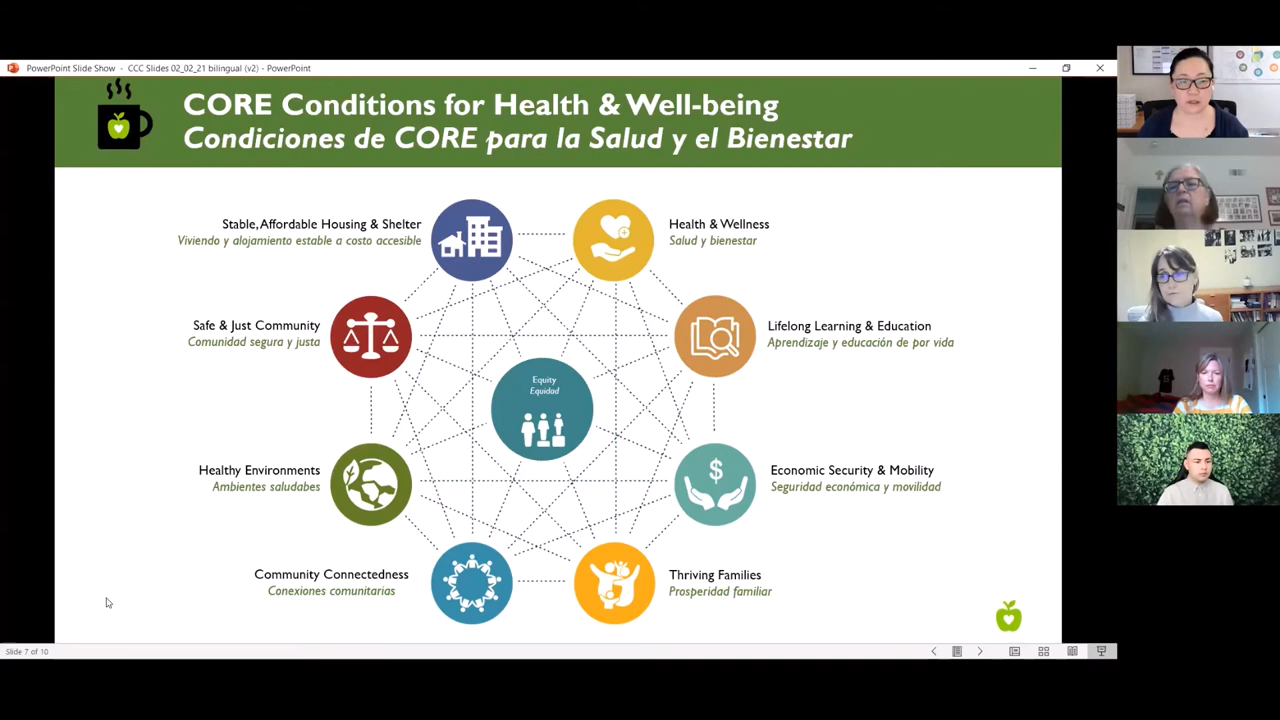 PowerPoint Slide Show - CCC Slides 02_02_21 bilingual (v2) - PowerPoint
CORE Conditions for Health & Well-being
Condiciones de CORE para la Salud y el Bienestar
Stable, Affordable Housing & Shelter
Viviendo y alojamiento estable a costo accesible
Health & Wellness
Salud y bienestar
Safe & Just Community
Comunidad segura y justa
Lifelong Learning & Education
Aprendizaje y educación de por vida
Equity
Equidad
Healthy Environments
Ambientes saludables
$
Economic Security & Mobility
Seguridad económica y movilidad
Community Connectedness
Conexiones comunitarias
Thriving Families
Prosperidad familiar
Slide 7 of 10